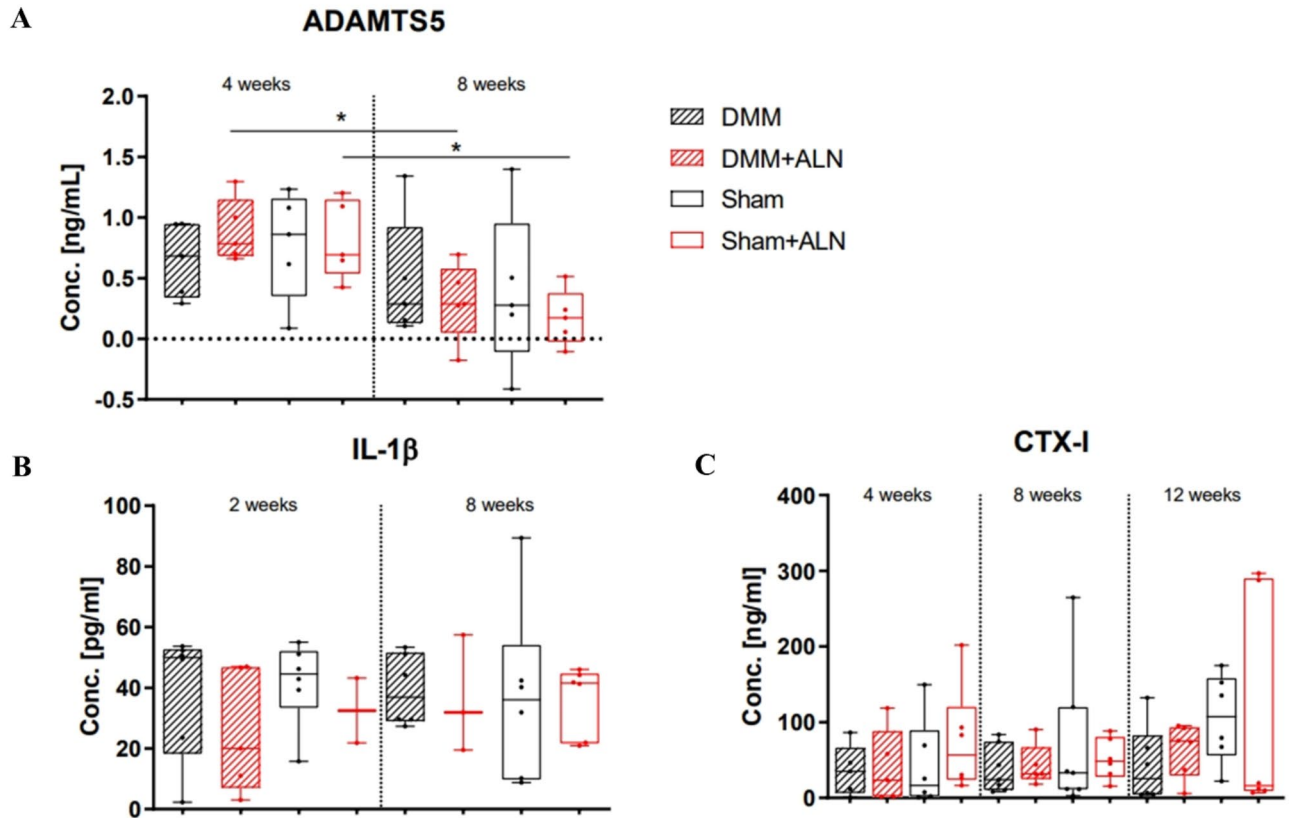 A
ADAMTS5
4 weeks
8 weeks
2.0
1.5
1.0
0.5
0.0
-0.5
Conc. [ng/mL]
*
*
DMM
DMM+ALN
Sham
Sham+ALN
B
IL-1β
2 weeks
8 weeks
100
80
60
40
20
0
Conc. [pg/ml]
C
CTX-I
4 weeks
8 weeks
12 weeks
400
300
200
100
0
Conc. [ng/ml]